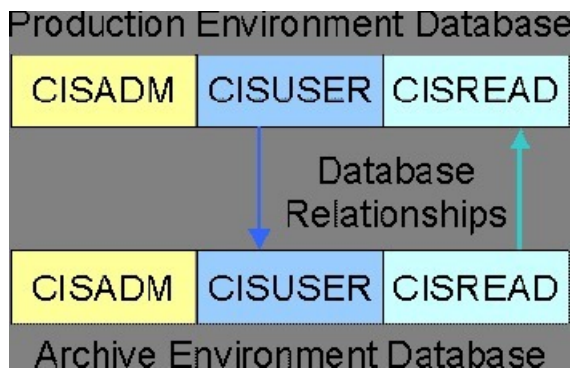 Production Environment Database
CISADM CISUSER CISREAD
Database
Relationships
CISADM CISUSER CISREAD
Archive Environment Database